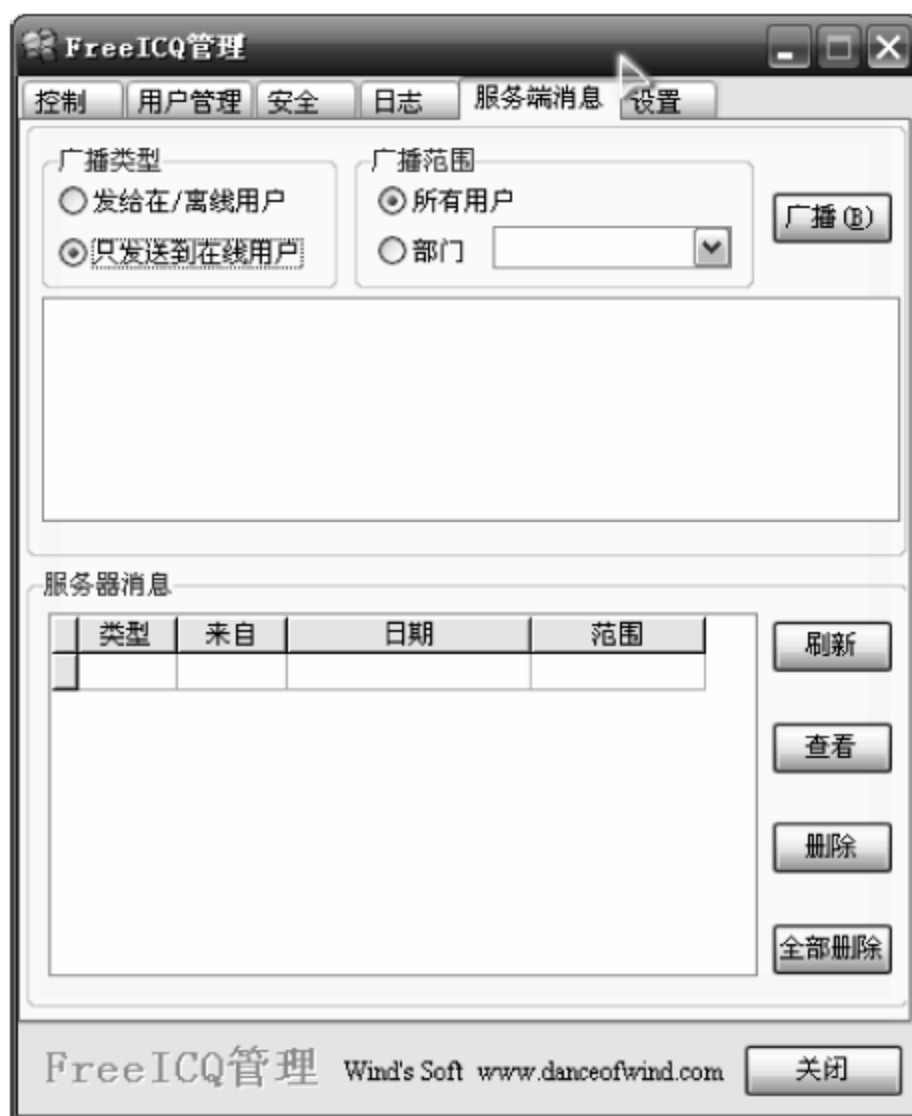 FreeICQ管理
控制 用户管理 安全 日志 服务端消息 设置
广播类型 广播范围
发给在/离线用户 所有用户 广播(B)
只发送到在线用户 部门
服务器消息
类型 来自 日期 范围 刷新
查看
删除
全部删除
FreeICQ管理 Wind's Soft www.danceofwind.com 关闭